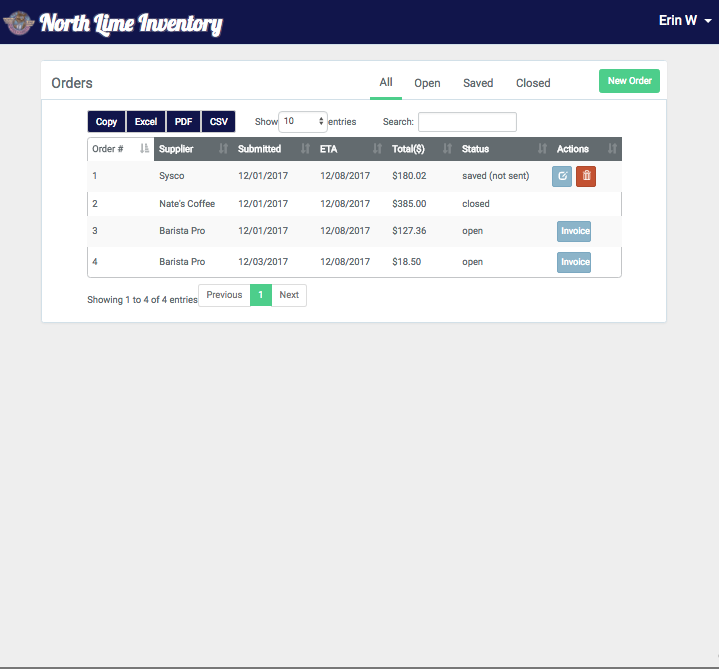 North Lime Inventory
Erin W
Orders All Open Saved Closed New Order
Copy Excel PDF CSV Show 10 entries Search:
Order # Supplier Submitted ETA Total($) Status Actions
1 Sysco 12/01/2017 12/08/2017 $180.02 saved (not sent)
2 Nate's Coffee 12/01/2017 12/08/2017 $385.00 closed
3 Barista Pro 12/01/2017 12/08/2017 $127.36 open Invoice
4 Barista Pro 12/03/2017 12/08/2017 $18.50 open Invoice
Showing 1 to 4 of 4 entries Previous 1 Next